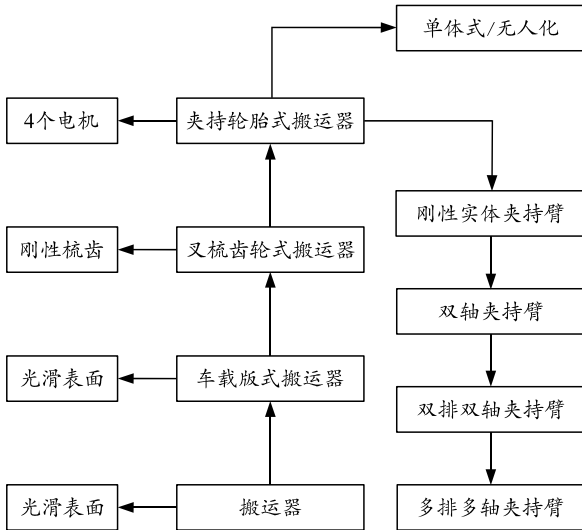 单体式/无人化
4个电机
夹持轮胎式搬运器
刚性实体夹持臂
刚性梳齿
叉梳齿轮式搬运器
双轴夹持臂
光滑表面
车载版式搬运器
双排双轴夹持臂
光滑表面
搬运器
多排多轴夹持臂